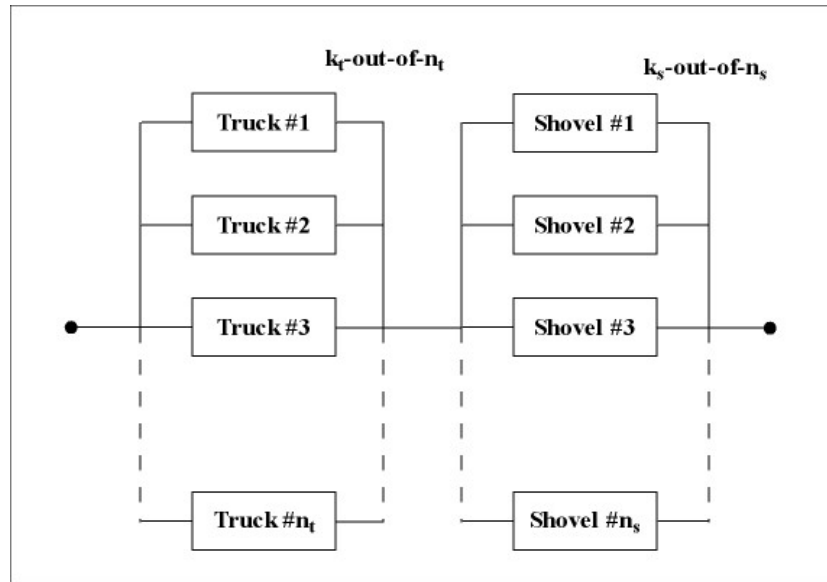 kₜ-out-of-nₜ
kₛ-out-of-nₛ
Truck #1
Shovel #1
Truck #2
Shovel #2
Truck #3
Shovel #3
Truck #nₜ
Shovel #nₛ